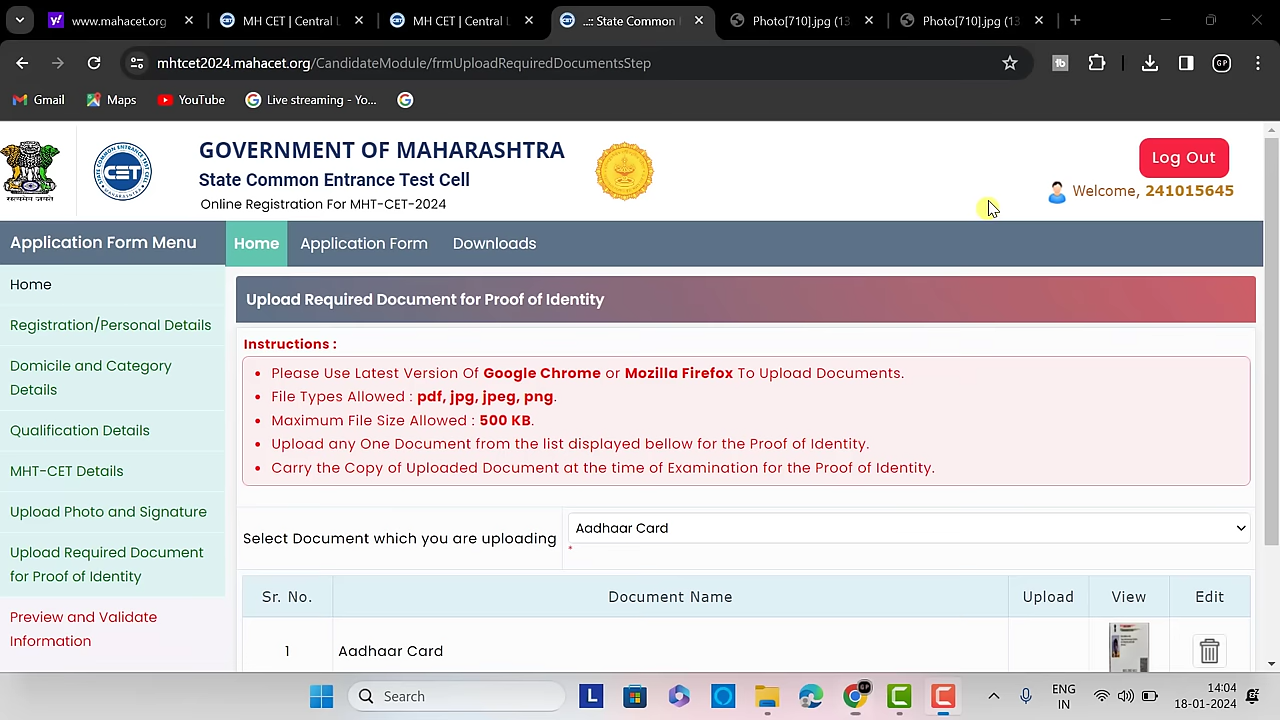 www.mahacet.org
MH CET | Central L
MH CET | Central L
..:: State Common
Photo[710].jpg (13
Photo[710].jpg (13
mhtcet2024.mahacet.org/CandidateModule/frmUploadRequiredDocumentsStep
Gmail
Maps
YouTube
Live streaming - Yo...
GOVERNMENT OF MAHARASHTRA
State Common Entrance Test Cell
Online Registration For MHT-CET-2024
सत्यमेव जयते
CET
Log Out
Welcome, 241015645
Application Form Menu
Home
Application Form
Downloads
Home
Registration/Personal Details
Domicile and Category
Details
Qualification Details
MHT-CET Details
Upload Photo and Signature
Upload Required Document
for Proof of Identity
Preview and Validate
Information
Upload Required Document for Proof of Identity
Instructions :
• Please Use Latest Version Of Google Chrome or Mozilla Firefox To Upload Documents.
• File Types Allowed : pdf, jpg, jpeg, png.
• Maximum File Size Allowed : 500 KB.
• Upload any One Document from the list displayed bellow for the Proof of Identity.
• Carry the Copy of Uploaded Document at the time of Examination for the Proof of Identity.
Select Document which you are uploading
Aadhaar Card
*
Sr. No. Document Name Upload View Edit
1 Aadhaar Card
Search
ENG
IN
14:04
18-01-2024